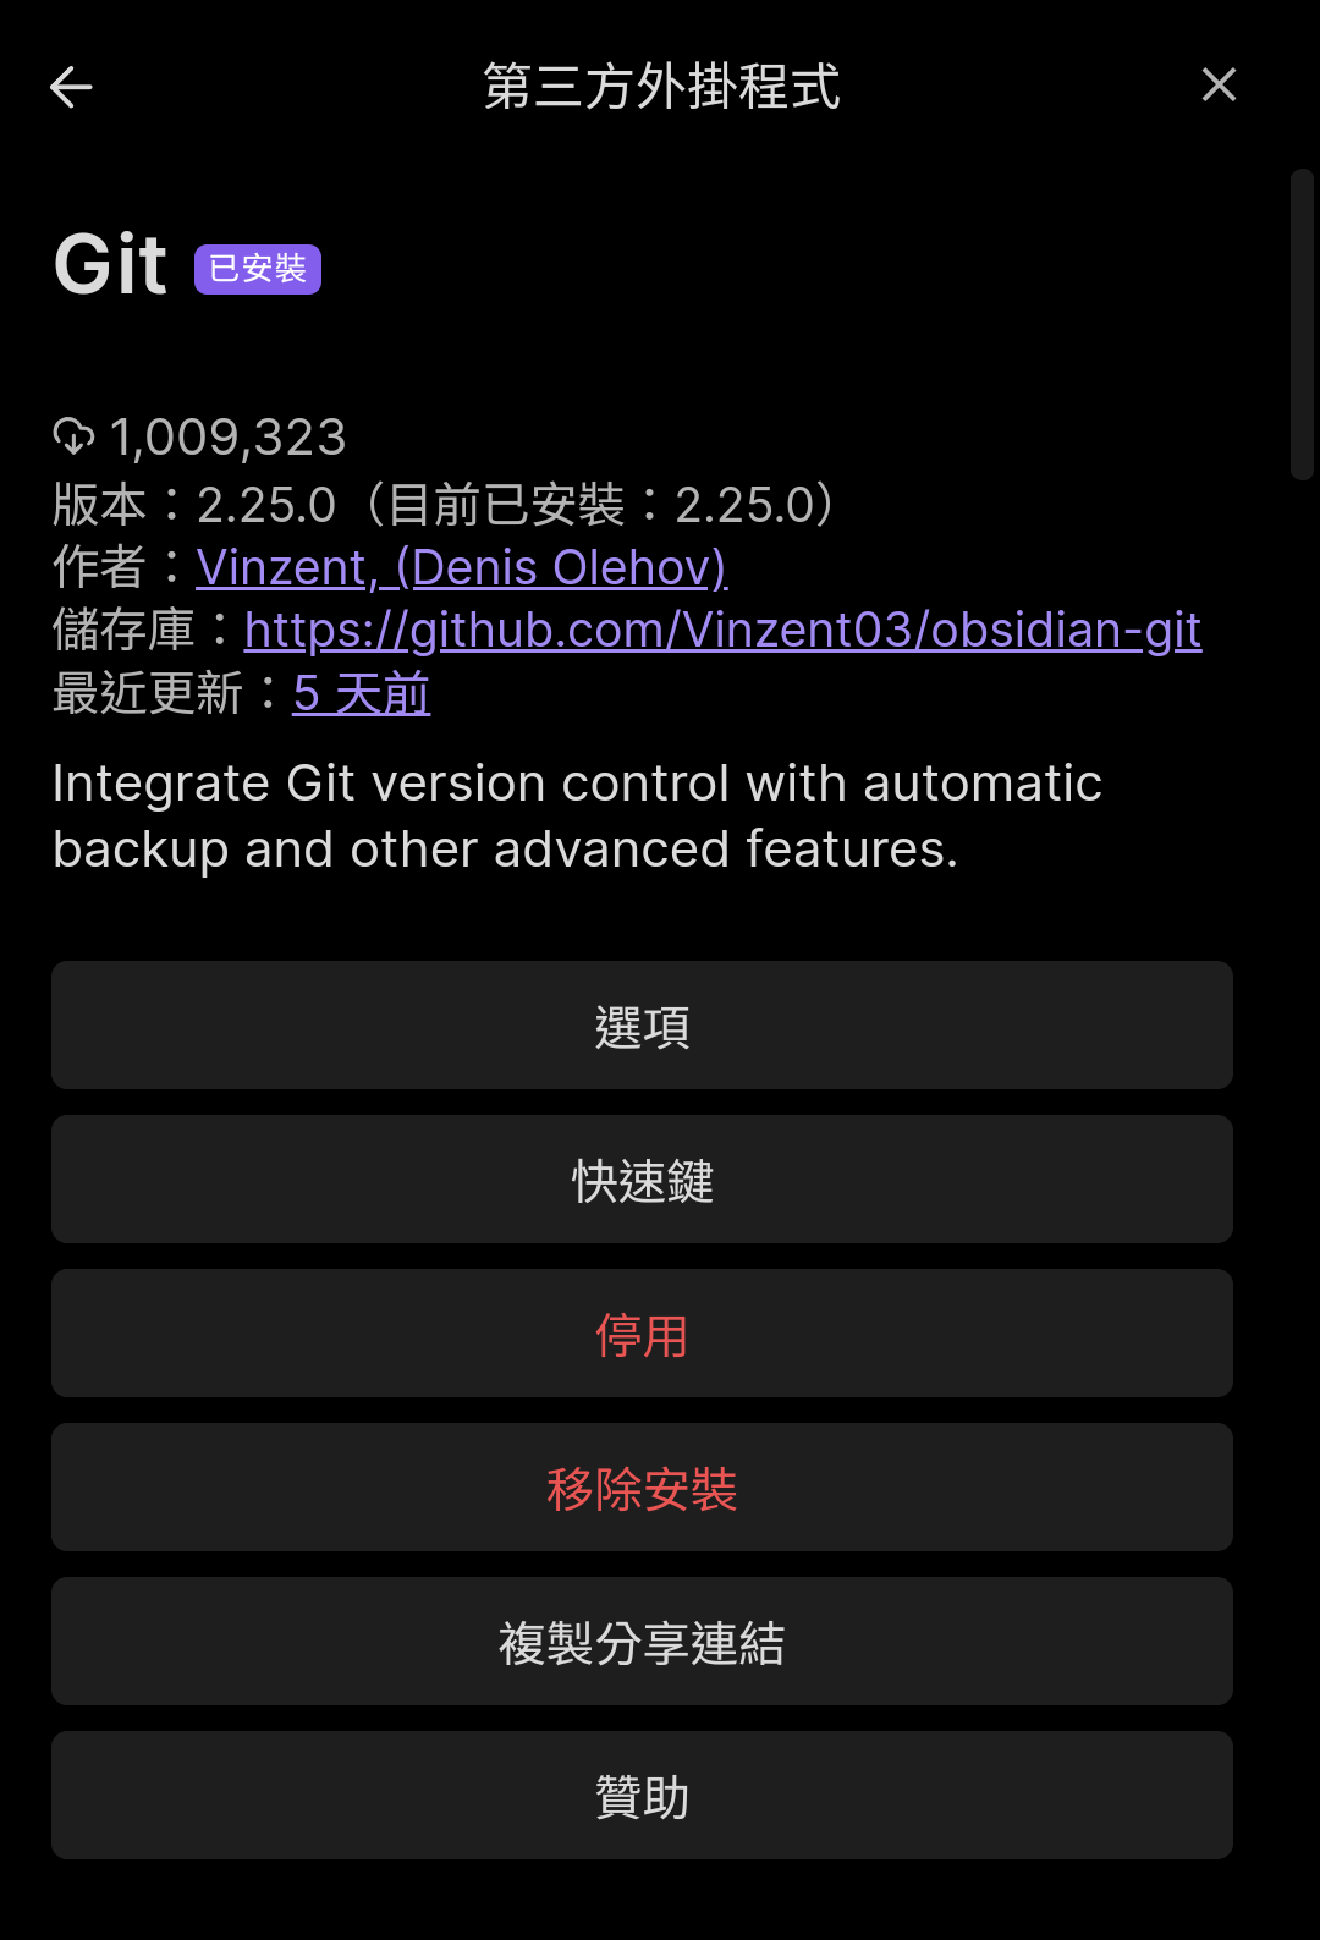 第三方外掛程式
Git 已安裝
1,009,323
版本：2.25.0（目前已安裝：2.25.0）
作者：Vinzent, (Denis Olehov)
儲存庫：https://github.com/Vinzent03/obsidian-git
最近更新：5 天前
Integrate Git version control with automatic
backup and other advanced features.
選項
快速鍵
停用
移除安裝
複製分享連結
贊助